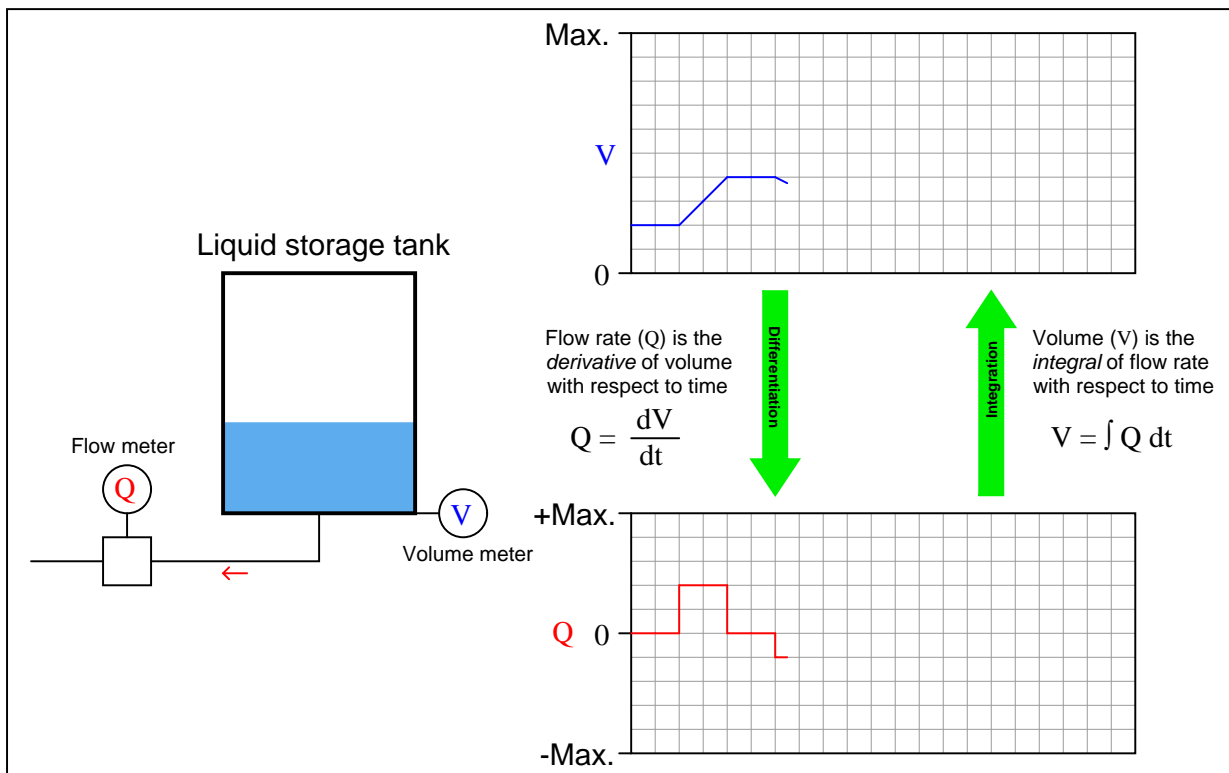 Max.
V
0
Liquid storage tank
Flow meter
Q
V
Volume meter
Flow rate (Q) is the
derivative of volume
with respect to time
Q = dV
dt
Differentiation
Integration
Volume (V) is the
integral of flow rate
with respect to time
V = ∫ Q dt
+Max.
Q
0
-Max.